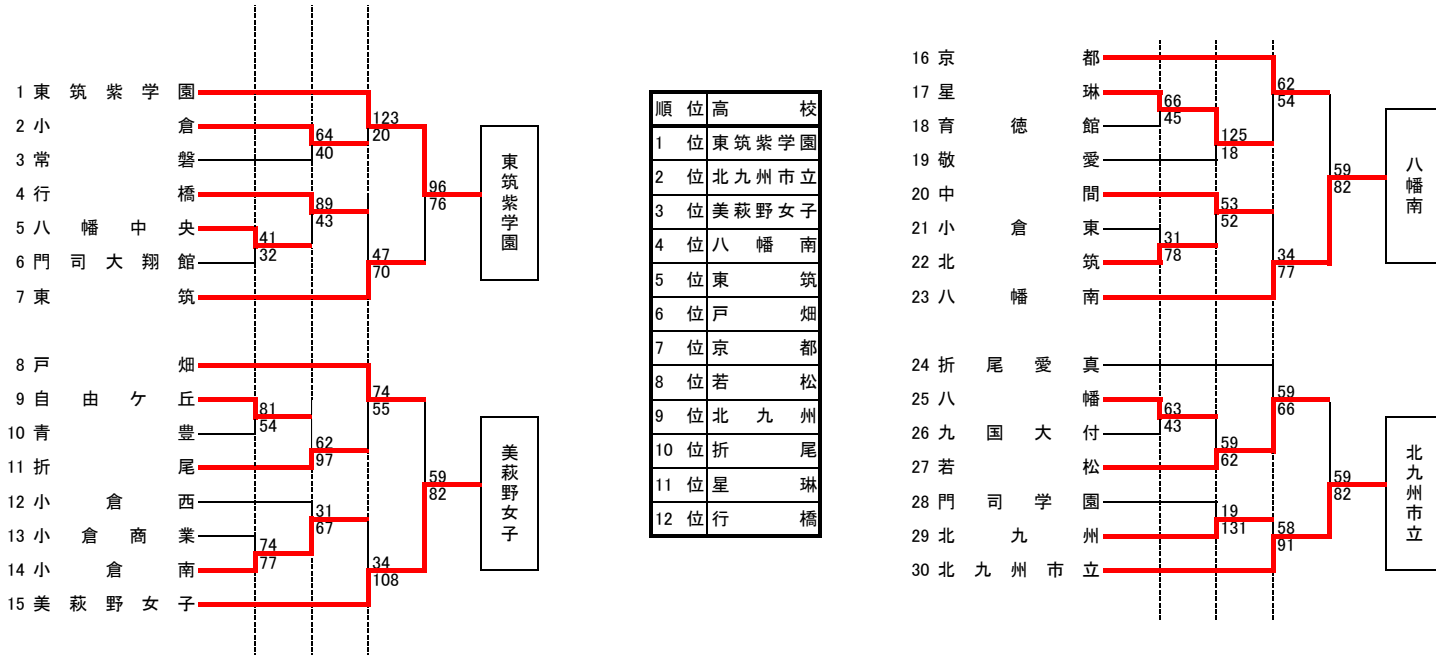 1 東筑紫学園
2 小倉
3 常磐
4 行橋
5 八幡中央
6 門司大翔館
7 東筑
123
20
64
40
89
43
41
32
47
70
96
76
東筑紫学園
8 戸畑
9 自由ケ丘
10 青豊
11 折尾
12 小倉西
13 小倉商業
14 小倉南
15 美萩野女子
74
55
81
54
62
97
31
67
74
77
34
108
59
82
美萩野女子
順位 高校
1位 東筑紫学園
2位 北九州市立
3位 美萩野女子
4位 八幡南
5位 東筑
6位 戸畑
7位 京都
8位 若松
9位 北九州
10位 折尾
11位 星琳
12位 行橋
16 京都
17 星琳
18 育徳館
19 敬愛
20 中間
21 小倉東
22 北筑
23 八幡南
62
54
66
45
125
18
53
52
31
78
34
77
59
82
八幡南
24 折尾愛真
25 八幡
26 九国大付
27 若松
28 門司学園
29 北九州
30 北九州市立
59
66
63
43
59
62
19
131
58
91
59
82
北九州市立